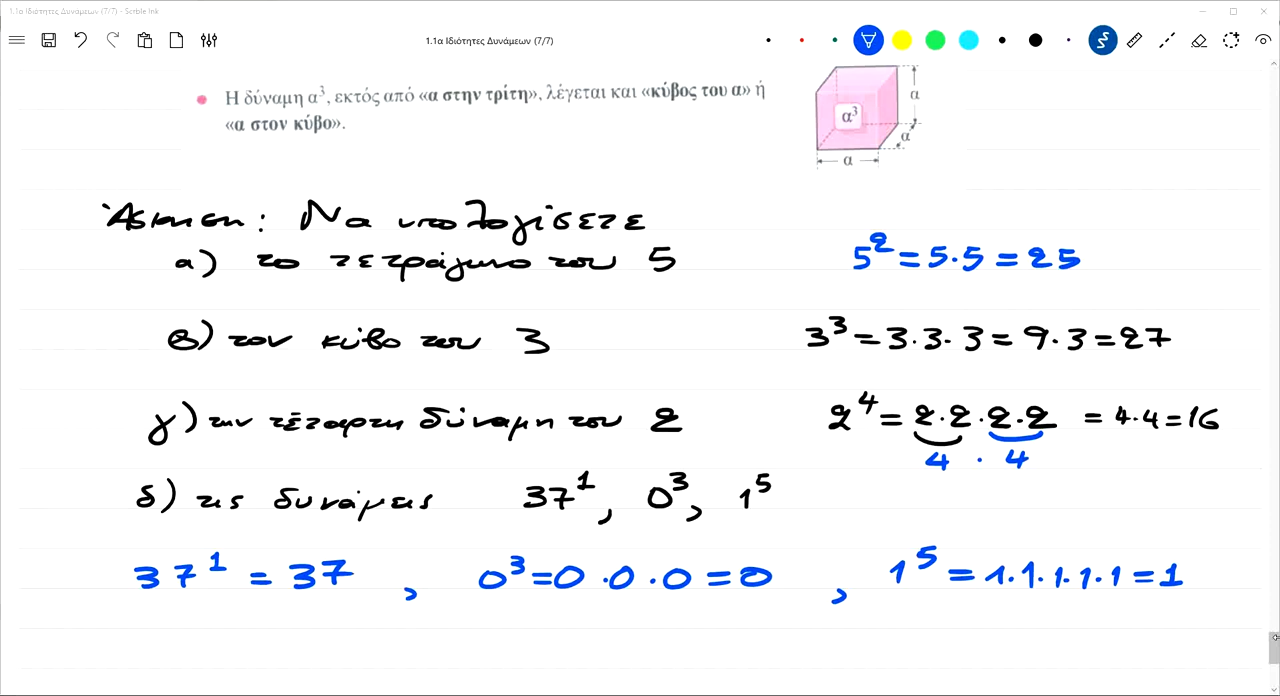 1.1α Ιδιότητες Δυνάμεων (7/7) - Scrble Ink
1.1α Ιδιότητες Δυνάμεων (7/7)
Η δύναμη α³, εκτός από «α στην τρίτη», λέγεται και «κύβος του α» ή
«α στον κύβο».
α³
α
α
α
Άσκηση: Να υπολογίσετε
α) το τετράγωνο του 5 5² = 5·5 = 25
β) τον κύβο του 3 3³ = 3·3·3 = 9·3 = 27
γ) την τέταρτη δύναμη του 2 2⁴ = 2·2·2·2 = 4·4 = 16
4 · 4
δ) τις δυνάμεις 37¹, 0³, 1⁵
37¹ = 37 , 0³ = 0·0·0 = 0 , 1⁵ = 1·1·1·1·1 = 1